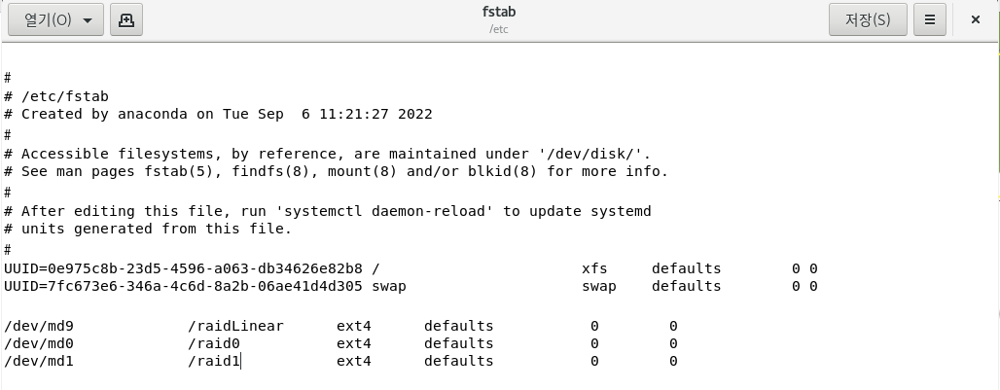 열기(O)
fstab
/etc
저장(S)
#
# /etc/fstab
# Created by anaconda on Tue Sep  6 11:21:27 2022
#
# Accessible filesystems, by reference, are maintained under '/dev/disk/'.
# See man pages fstab(5), findfs(8), mount(8) and/or blkid(8) for more info.
#
# After editing this file, run 'systemctl daemon-reload' to update systemd
# units generated from this file.
#
UUID=0e975c8b-23d5-4596-a063-db34626e82b8 /                       xfs     defaults        0 0
UUID=7fc673e6-346a-4c6d-8a2b-06ae41d4d305 swap                    swap    defaults        0 0
/dev/md9             /raidLinear      ext4      defaults           0        0
/dev/md0             /raid0           ext4      defaults           0        0
/dev/md1             /raid1           ext4      defaults           0        0